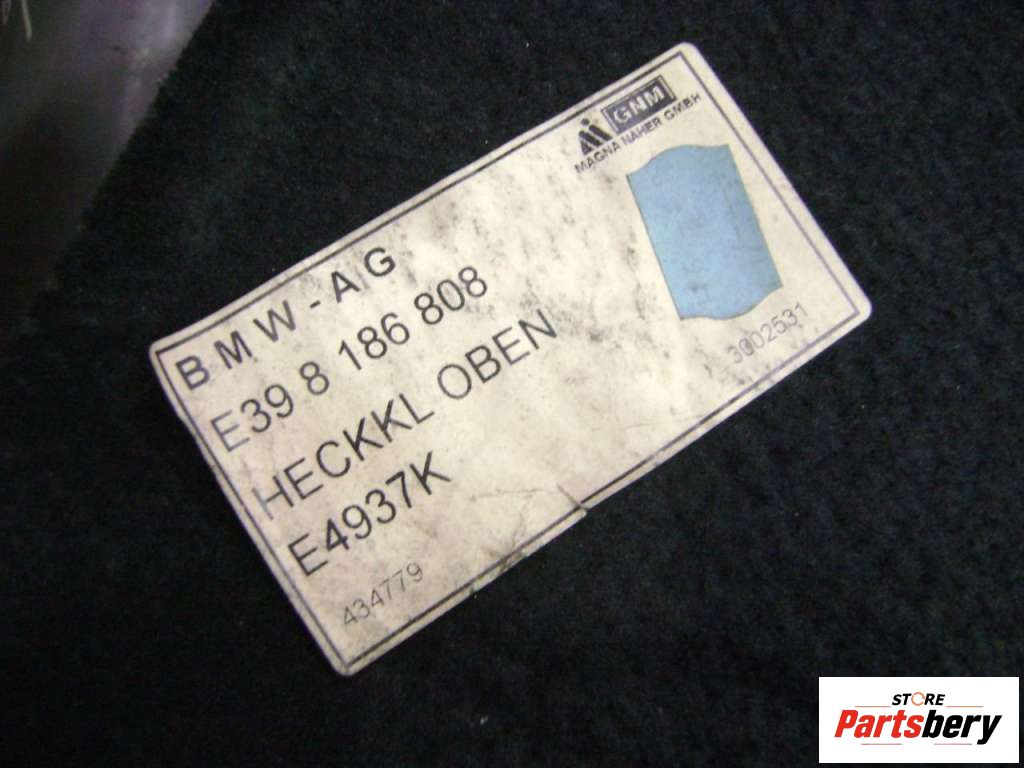 GNM
MAGNA NAHER GMBH
BMW-AG
E39 8 186 808
HECKKL OBEN
E4937K
434779
3002531
STORE
Partsbery